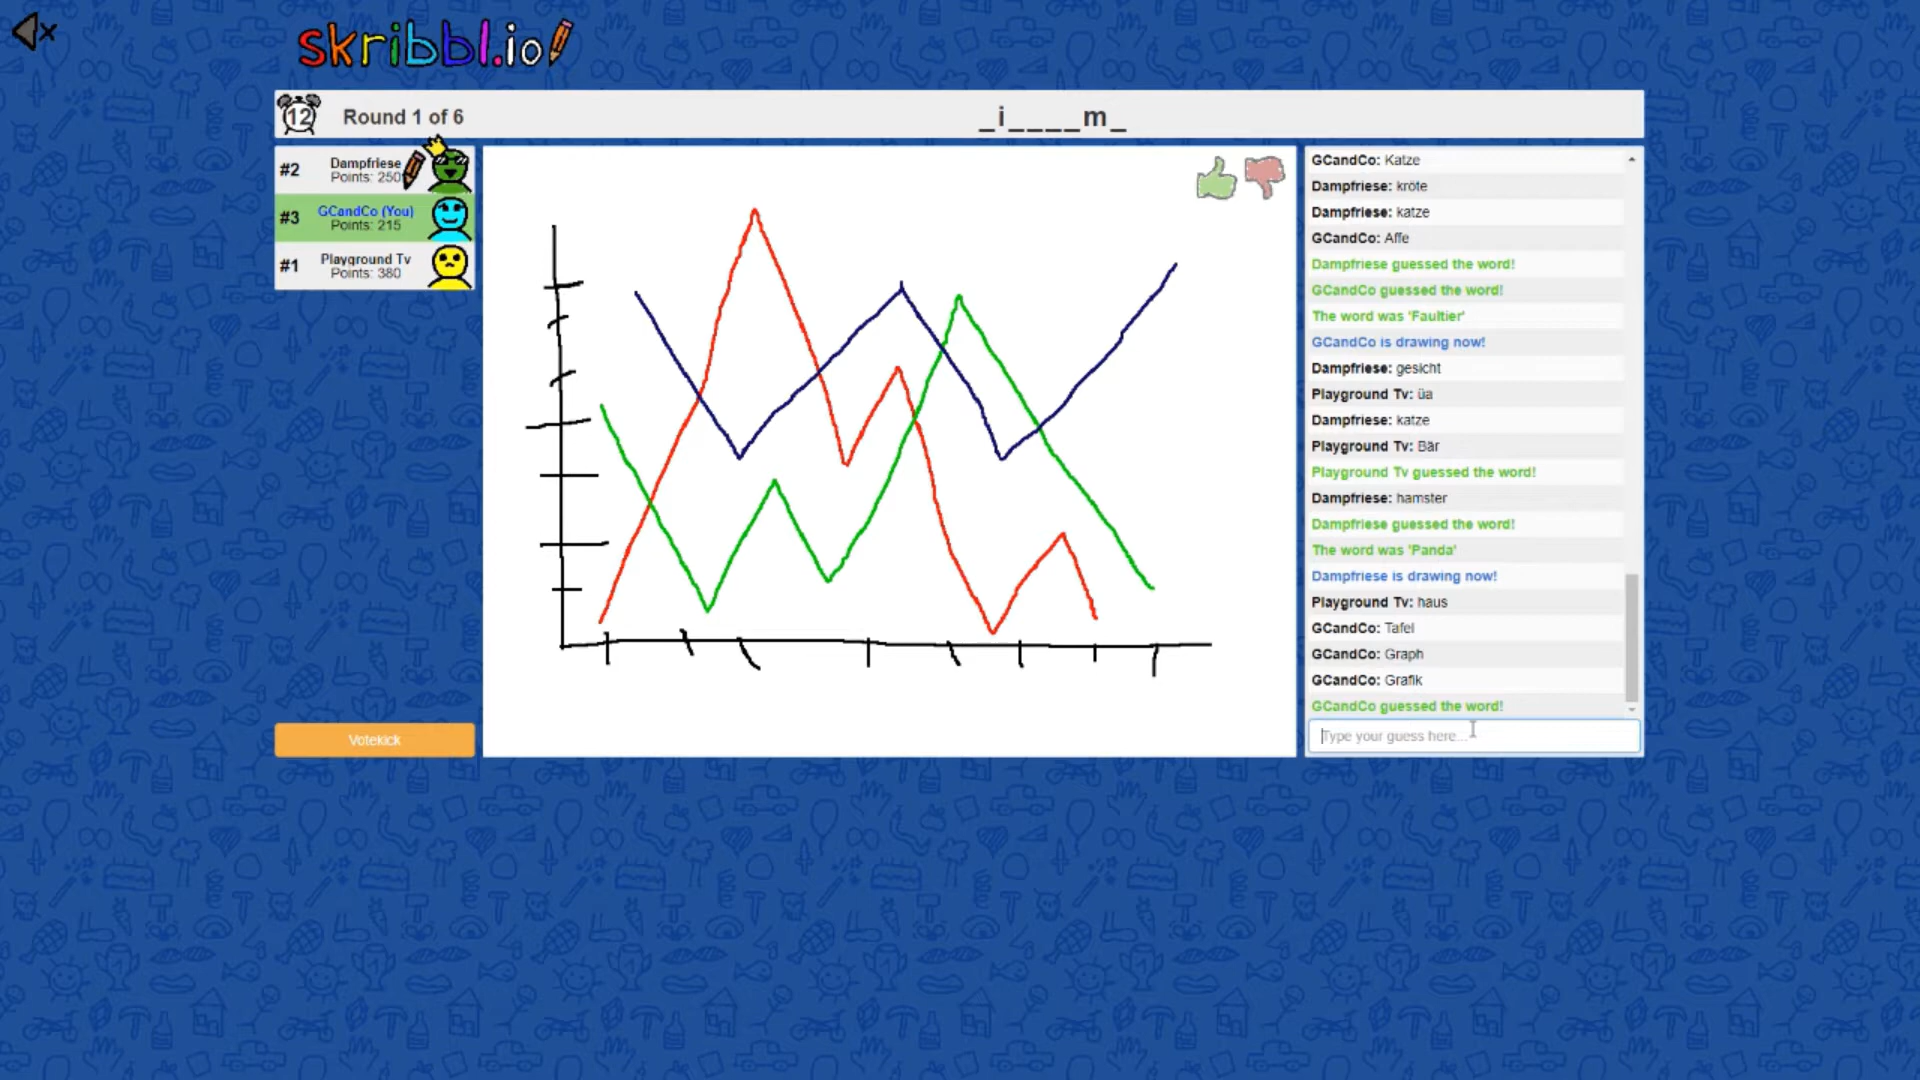 skribbl.io
12
Round 1 of 6
_i____m_
#2
Dampfriese
Points: 250
#3
GCandCo (You)
Points: 215
#1
Playground Tv
Points: 380
Votekick
GCandCo: Katze
Dampfriese: kröte
Dampfriese: katze
GCandCo: Affe
Dampfriese guessed the word!
GCandCo guessed the word!
The word was 'Faultier'
GCandCo is drawing now!
Dampfriese: gesicht
Playground Tv: üa
Dampfriese: katze
Playground Tv: Bär
Playground Tv guessed the word!
Dampfriese: hamster
Dampfriese guessed the word!
The word was 'Panda'
Dampfriese is drawing now!
Playground Tv: haus
GCandCo: Tafel
GCandCo: Graph
GCandCo: Grafik
GCandCo guessed the word!
Type your guess here...